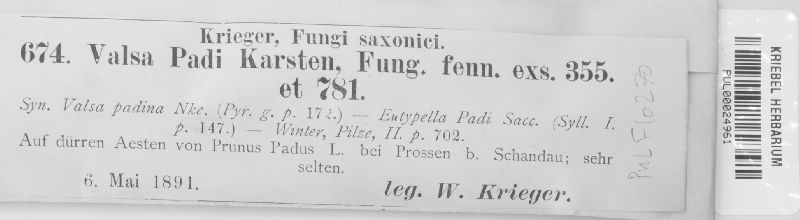 Krieger, Fungi saxonici.
674. Valsa Padi Karsten, Fung. fenn. exs. 355.
et 781.
Syn. Valsa padina Nke. (Pyr. g. p. 172.) — Eutypella Padi Sacc. (Syll. I.
p. 147.) — Winter, Pilze, II. p. 702.
Auf dürren Aesten von Prunus Padus L. bei Prossen b. Schandau; sehr
selten.
6. Mai 1891.
leg. W. Krieger.
PUL F10270
KRIEBEL HERBARIUM
PUL00024961